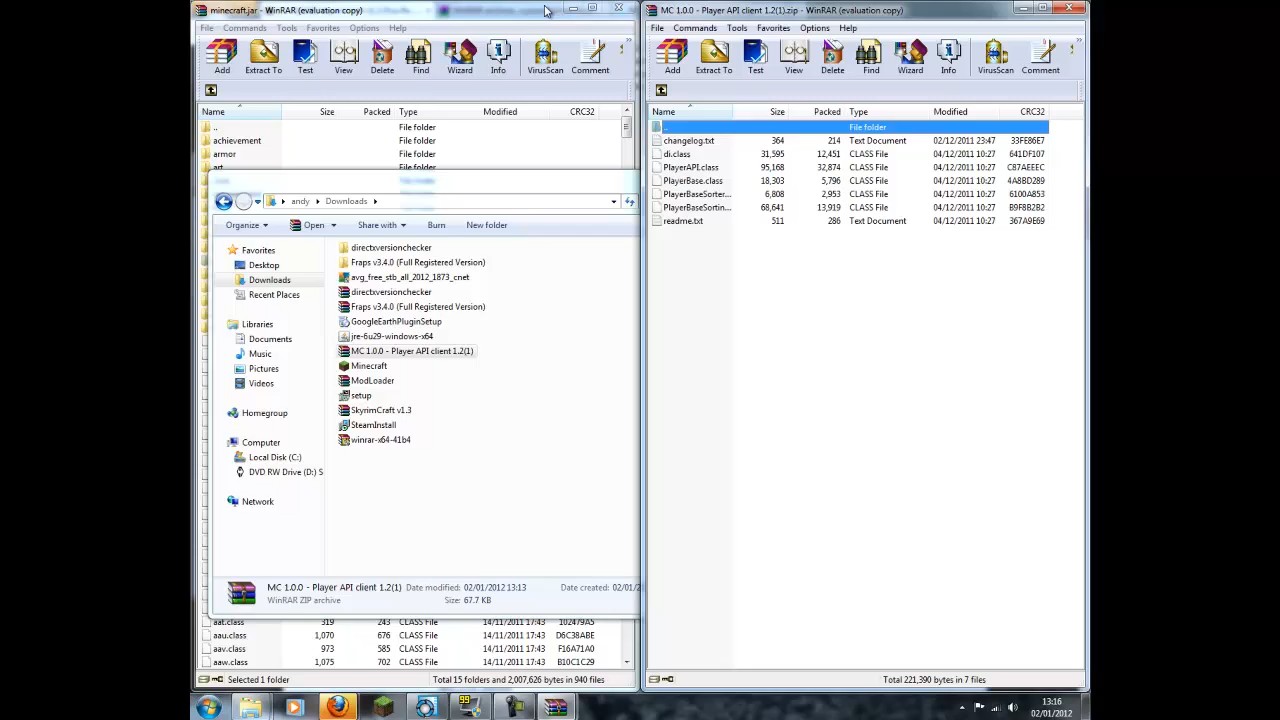 minecraft.jar - WinRAR (evaluation copy)
File Commands Tools Favorites Options Help
Add Extract To Test View Delete Find Wizard Info VirusScan Comment
Name Size Packed Type Modified CRC32
.. File folder
achievement File folder
armor File folder
art File folder
andy Downloads
Organize Open Share with Burn New folder
Favorites
Desktop
Downloads
Recent Places
Libraries
Documents
Music
Pictures
Videos
Homegroup
Computer
Local Disk (C:)
DVD RW Drive (D:) S
Network
directxversionchecker
Fraps v3.4.0 (Full Registered Version)
avg_free_stb_all_2012_1873_cnet
directxversionchecker
Fraps v3.4.0 (Full Registered Version)
GoogleEarthPluginSetup
jre-6u29-windows-x64
MC 1.0.0 - Player API client 1.2(1)
Minecraft
ModLoader
setup
SkyrimCraft v1.3
SteamInstall
winrar-x64-41b4
MC 1.0.0 - Player API client 1.2(1) Date modified: 02/01/2012 13:13 Date created: 02/01/2
WinRAR ZIP archive Size: 67.7 KB
aat.class 319 243 CLASS File 14/11/2011 17:43 102479A5
aau.class 1,070 676 CLASS File 14/11/2011 17:43 D6C38ABE
aav.class 973 585 CLASS File 14/11/2011 17:43 F16A71A0
aaw.class 1,075 702 CLASS File 14/11/2011 17:43 B10C1C29
Selected 1 folder Total 15 folders and 2,007,626 bytes in 940 files
MC 1.0.0 - Player API client 1.2(1).zip - WinRAR (evaluation copy)
File Commands Tools Favorites Options Help
Add Extract To Test View Delete Find Wizard Info VirusScan Comment
Name Size Packed Type Modified CRC32
.. File folder
changelog.txt 364 214 Text Document 02/12/2011 23:47 33FE86E7
di.class 31,595 12,451 CLASS File 04/12/2011 10:27 641DF107
PlayerAPI.class 95,168 32,874 CLASS File 04/12/2011 10:27 C87AEEEC
PlayerBase.class 18,303 5,796 CLASS File 04/12/2011 10:27 4A8BD289
PlayerBaseSorter... 6,808 2,953 CLASS File 04/12/2011 10:27 6100A853
PlayerBaseSortin... 68,641 13,919 CLASS File 04/12/2011 10:27 B9F8B2B2
readme.txt 511 286 Text Document 04/12/2011 10:27 367A9E69
Total 221,390 bytes in 7 files
99
13:16
02/01/2012